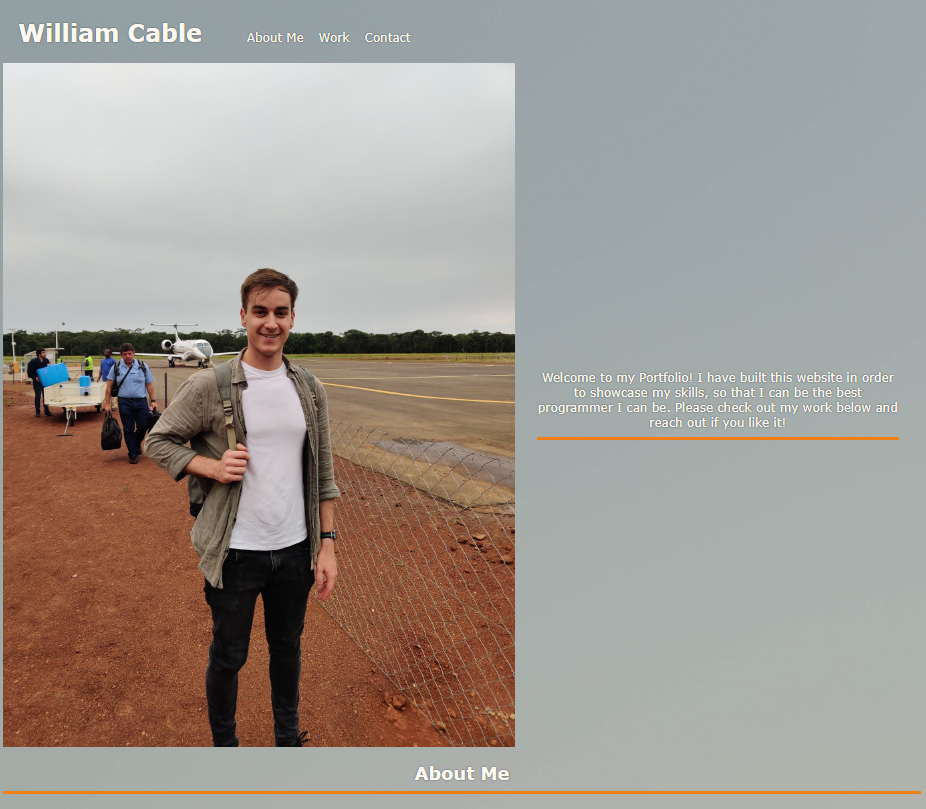 William Cable
About Me Work Contact
Welcome to my Portfolio! I have built this website in order
to showcase my skills, so that I can be the best
programmer I can be. Please check out my work below and
reach out if you like it!
About Me